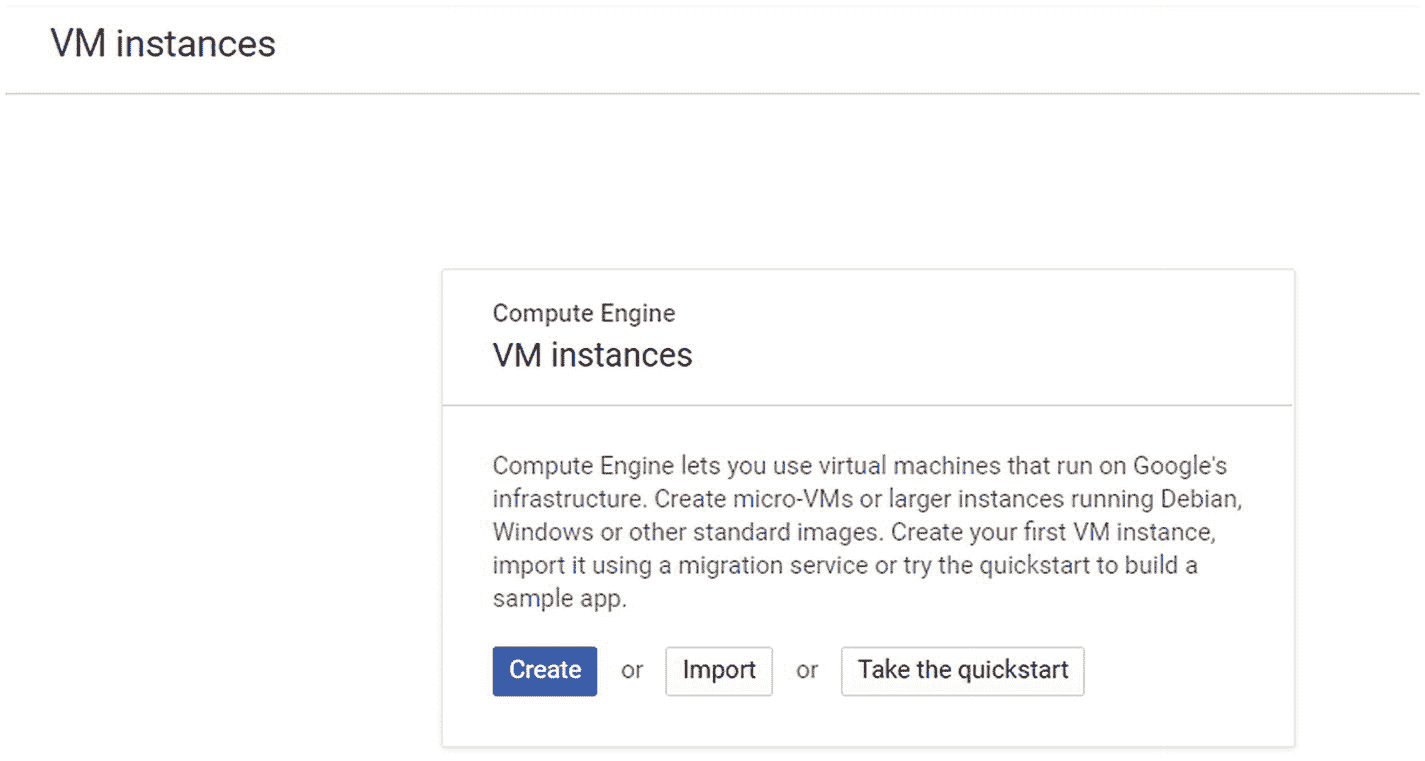 VM instances
Compute Engine
VM instances
Compute Engine lets you use virtual machines that run on Google's
infrastructure. Create micro-VMs or larger instances running Debian,
Windows or other standard images. Create your first VM instance,
import it using a migration service or try the quickstart to build a
sample app.
Create or Import or Take the quickstart